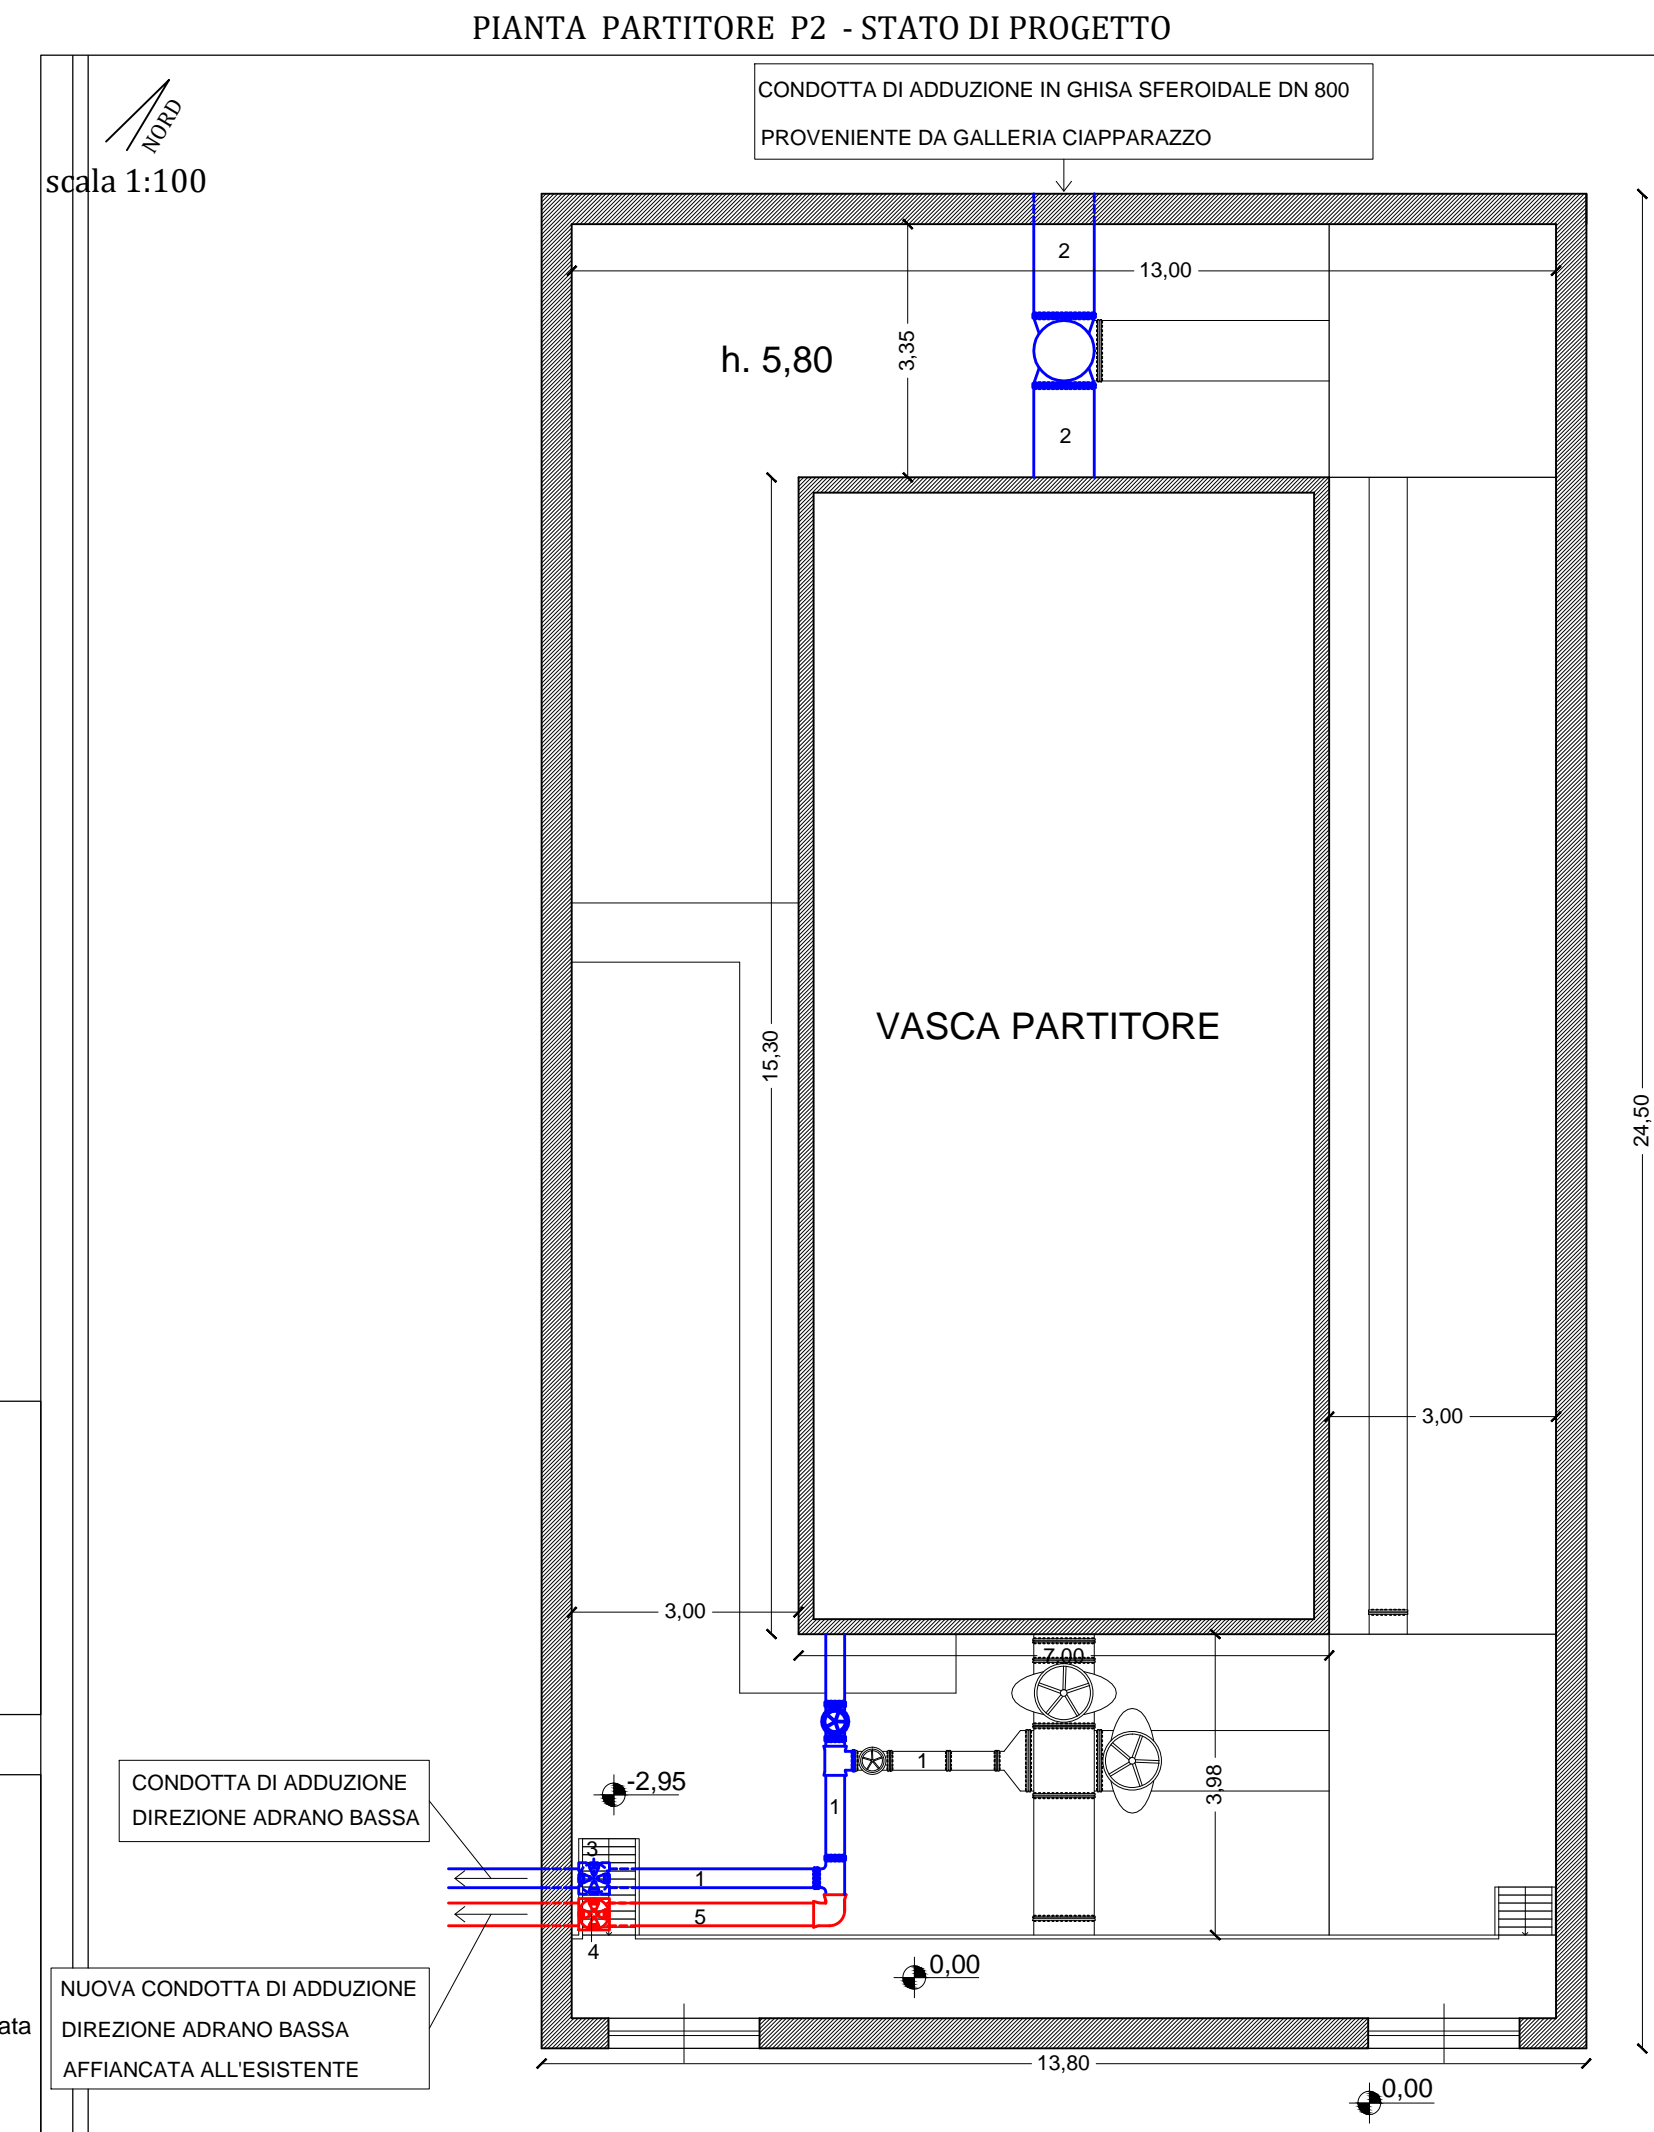 PIANTA PARTITORE P2 - STATO DI PROGETTO
NORD
scala 1:100
CONDOTTA DI ADDUZIONE IN GHISA SFEROIDALE DN 800
PROVENIENTE DA GALLERIA CIAPPARAZZO
2
13,00
3,35
h. 5,80
2
VASCA PARTITORE
15,30
24,50
3,00
3,00
7,00
1
3,98
-2,95
1
CONDOTTA DI ADDUZIONE
DIREZIONE ADRANO BASSA
3
1
5
4
0,00
NUOVA CONDOTTA DI ADDUZIONE
DIREZIONE ADRANO BASSA
AFFIANCATA ALL'ESISTENTE
ata
13,80
0,00